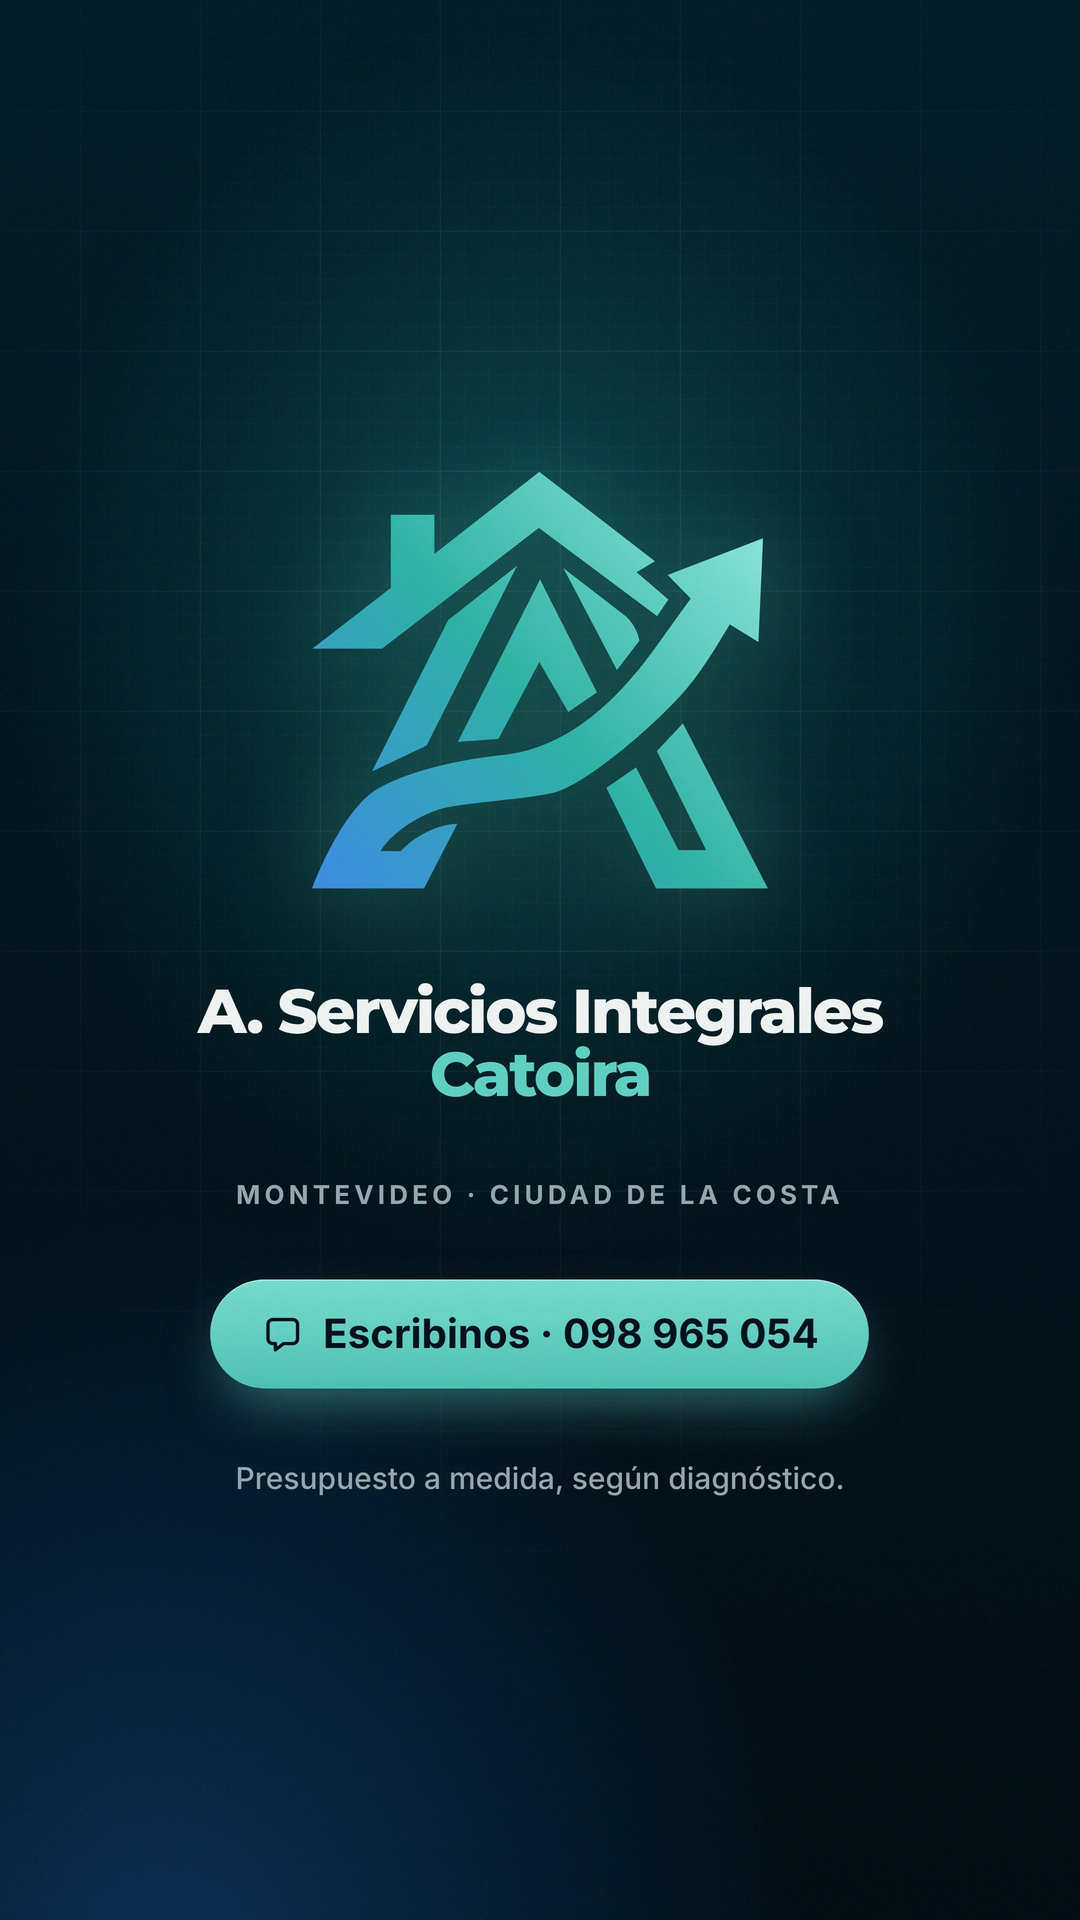 A. Servicios Integrales
Catoira
MONTEVIDEO · CIUDAD DE LA COSTA
Escribinos · 098 965 054
Presupuesto a medida, según diagnóstico.